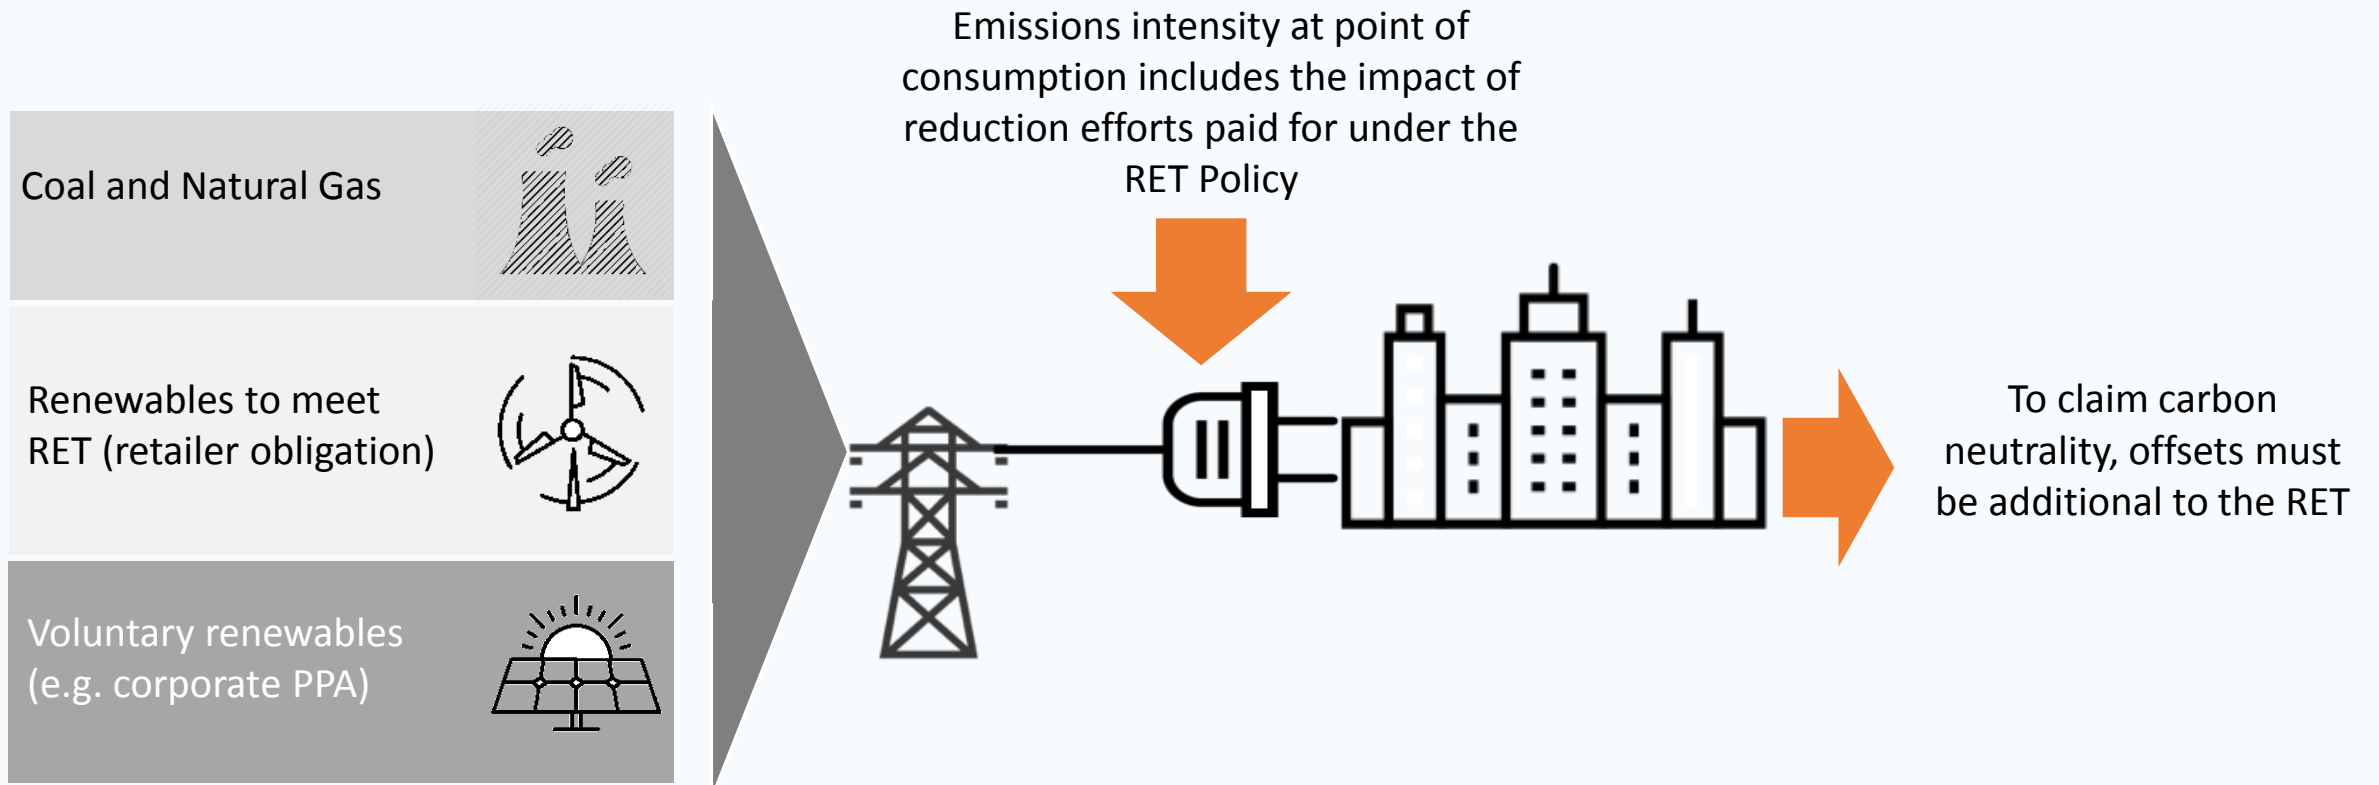 Emissions intensity at point of
consumption includes the impact of
reduction efforts paid for under the
RET Policy
Coal and Natural Gas
Renewables to meet
RET (retailer obligation)
Voluntary renewables
(e.g. corporate PPA)
To claim carbon
neutrality, offsets must
be additional to the RET